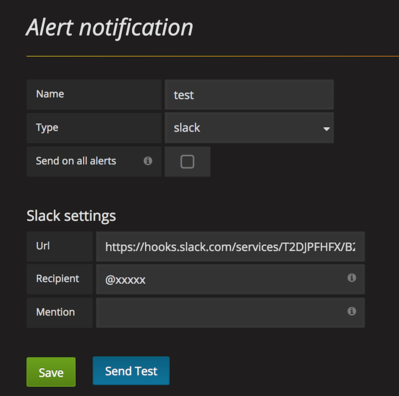 Alert notification
Name test
Type slack
Send on all alerts
Slack settings
Url https://hooks.slack.com/services/T2DJPFHFX/B2
Recipient @xxxxx
Mention
Save Send Test